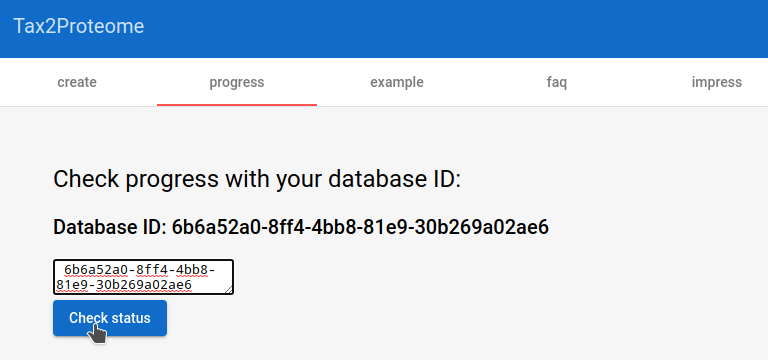 Tax2Proteome
create progress example faq impress
Check progress with your database ID:
Database ID: 6b6a52a0-8ff4-4bb8-81e9-30b269a02ae6
6b6a52a0-8ff4-4bb8-
81e9-30b269a02ae6
Check status